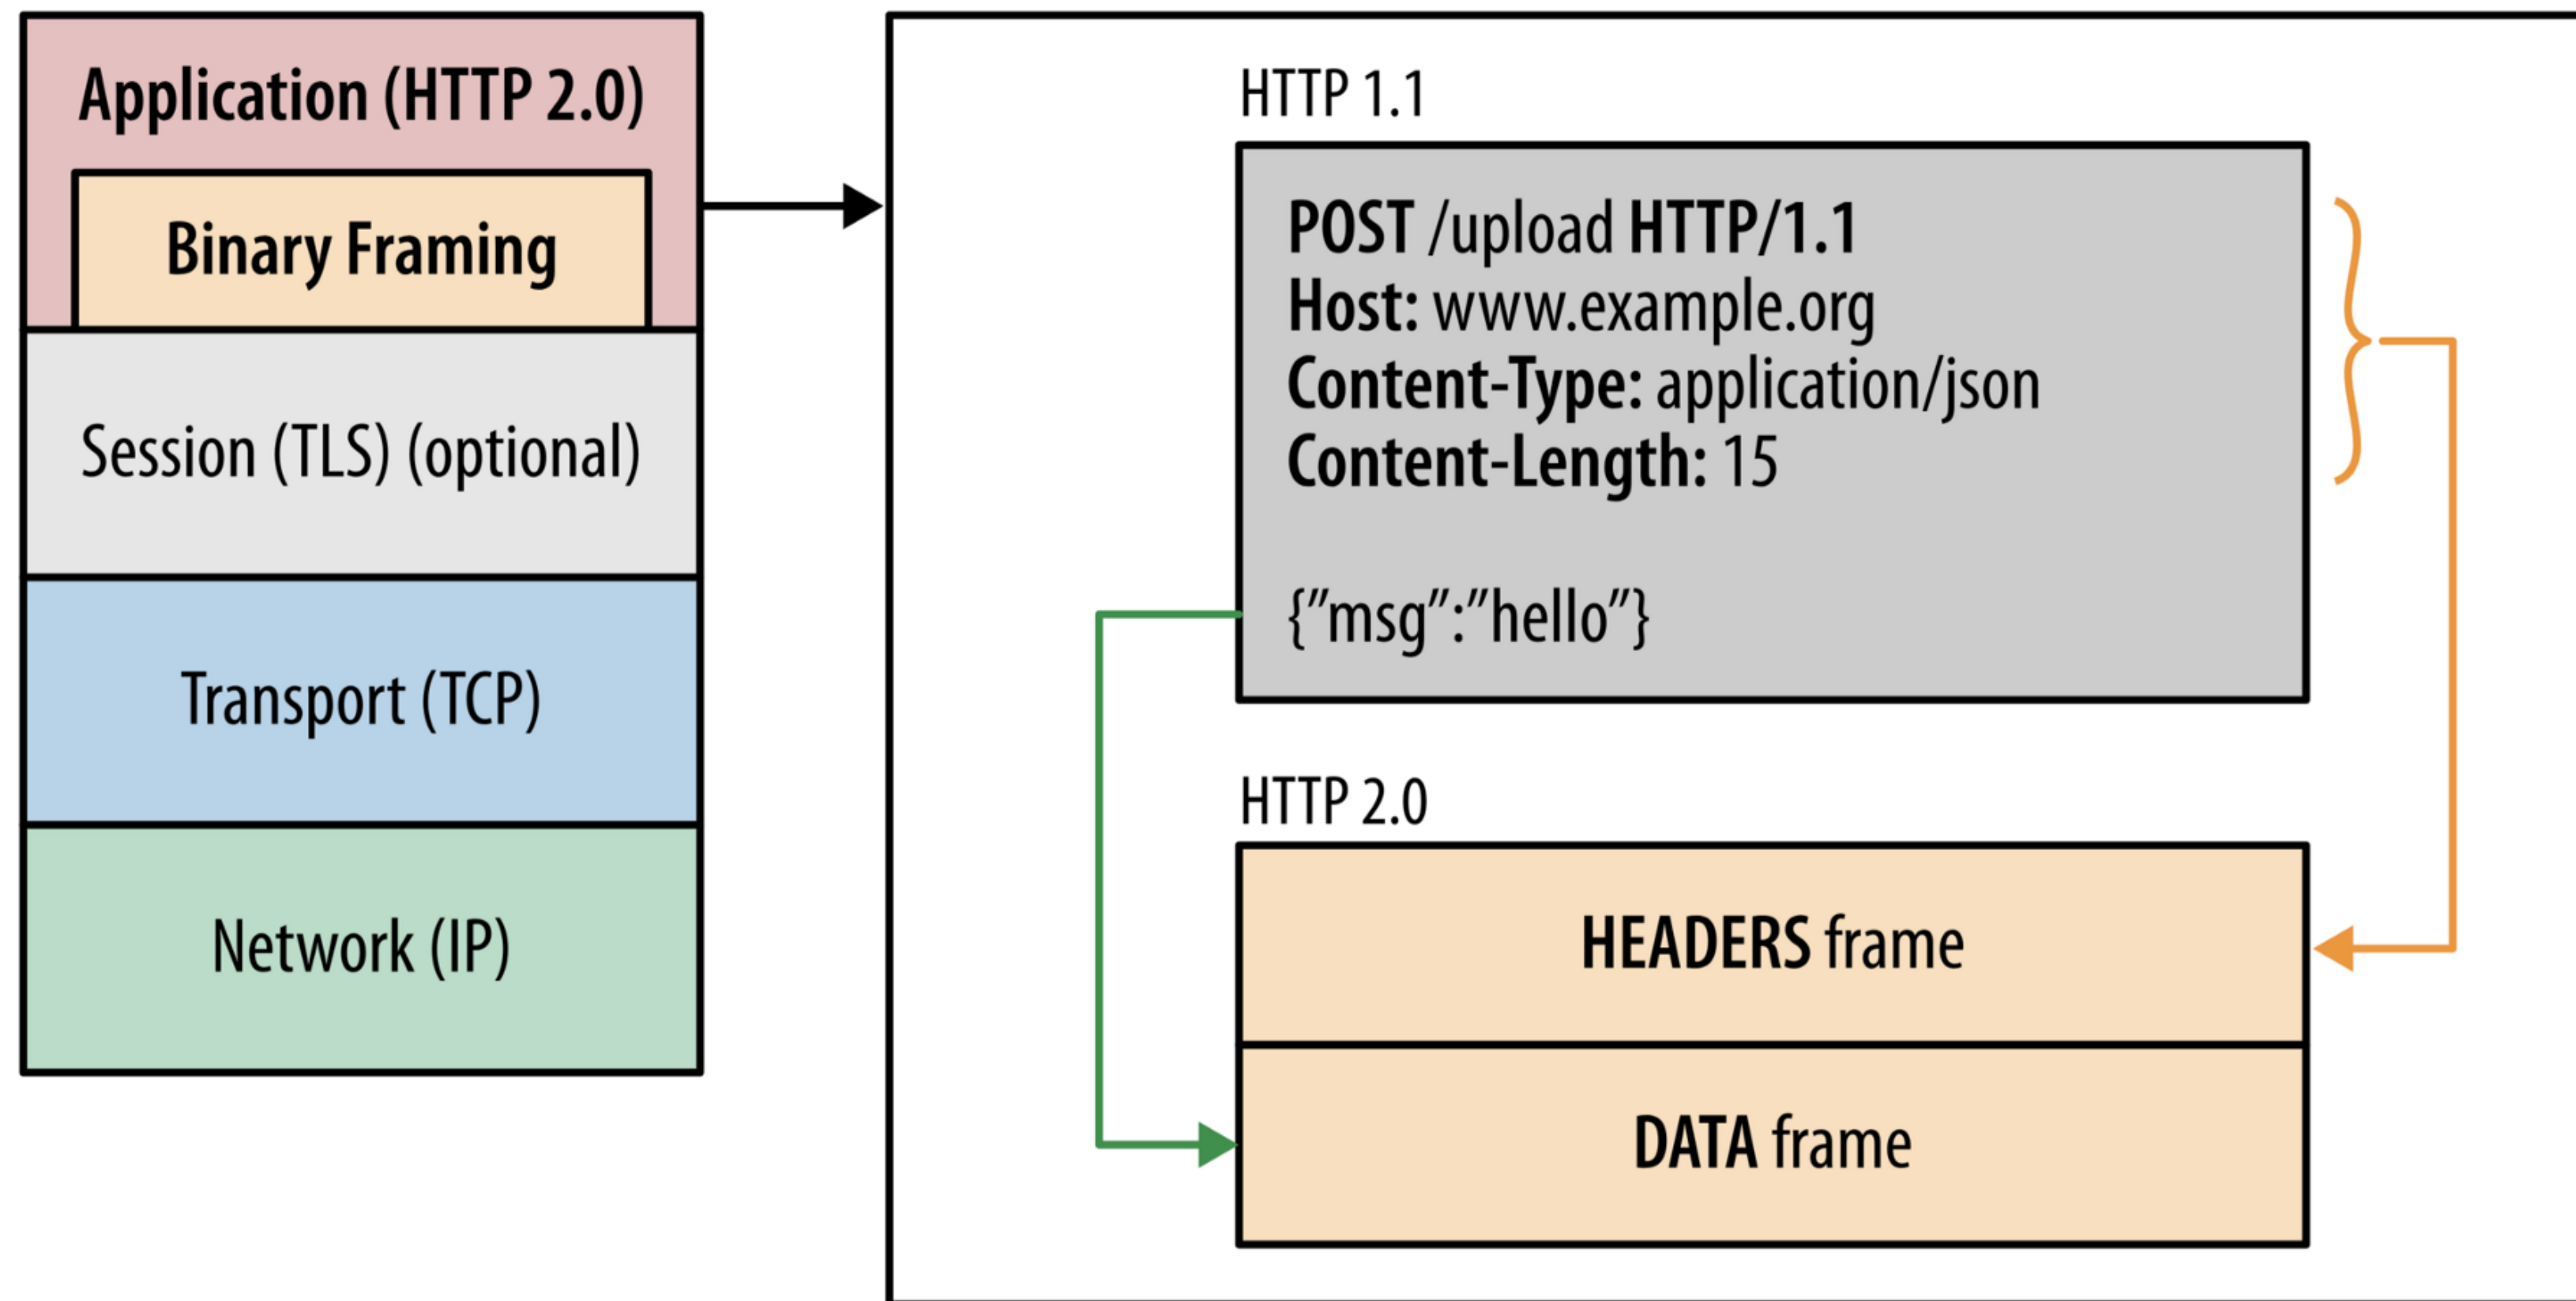 Application (HTTP 2.0)
Binary Framing
Session (TLS) (optional)
Transport (TCP)
Network (IP)
HTTP 1.1
POST /upload HTTP/1.1
Host: www.example.org
Content-Type: application/json
Content-Length: 15
{”msg”:”hello”}
HTTP 2.0
HEADERS frame
DATA frame